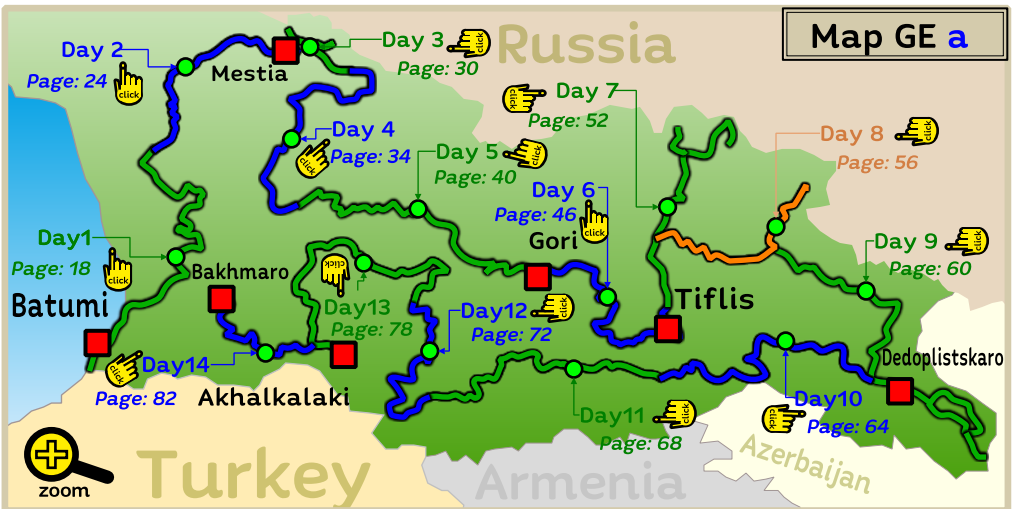 Map GE a
Russia
Day 2
Page: 24
click
Mestia
Day 3
click
Page: 30
Day 4
Page: 34
click
Day 5
click
Page: 40
Day 6
Page: 46
click
Gori
Day 7
click
Page: 52
Day 8
click
Page: 56
Day 9
click
Page: 60
Day1
Page: 18
click
Batumi
Bakhmaro
click
Day13
Page: 78
Day12
click
Page: 72
Tiflis
Dedoplistskaro
click
Day14
Page: 82
Akhalkalaki
Day11
click
Page: 68
Day10
click
Page: 64
zoom
Turkey
Armenia
Azerbaijan